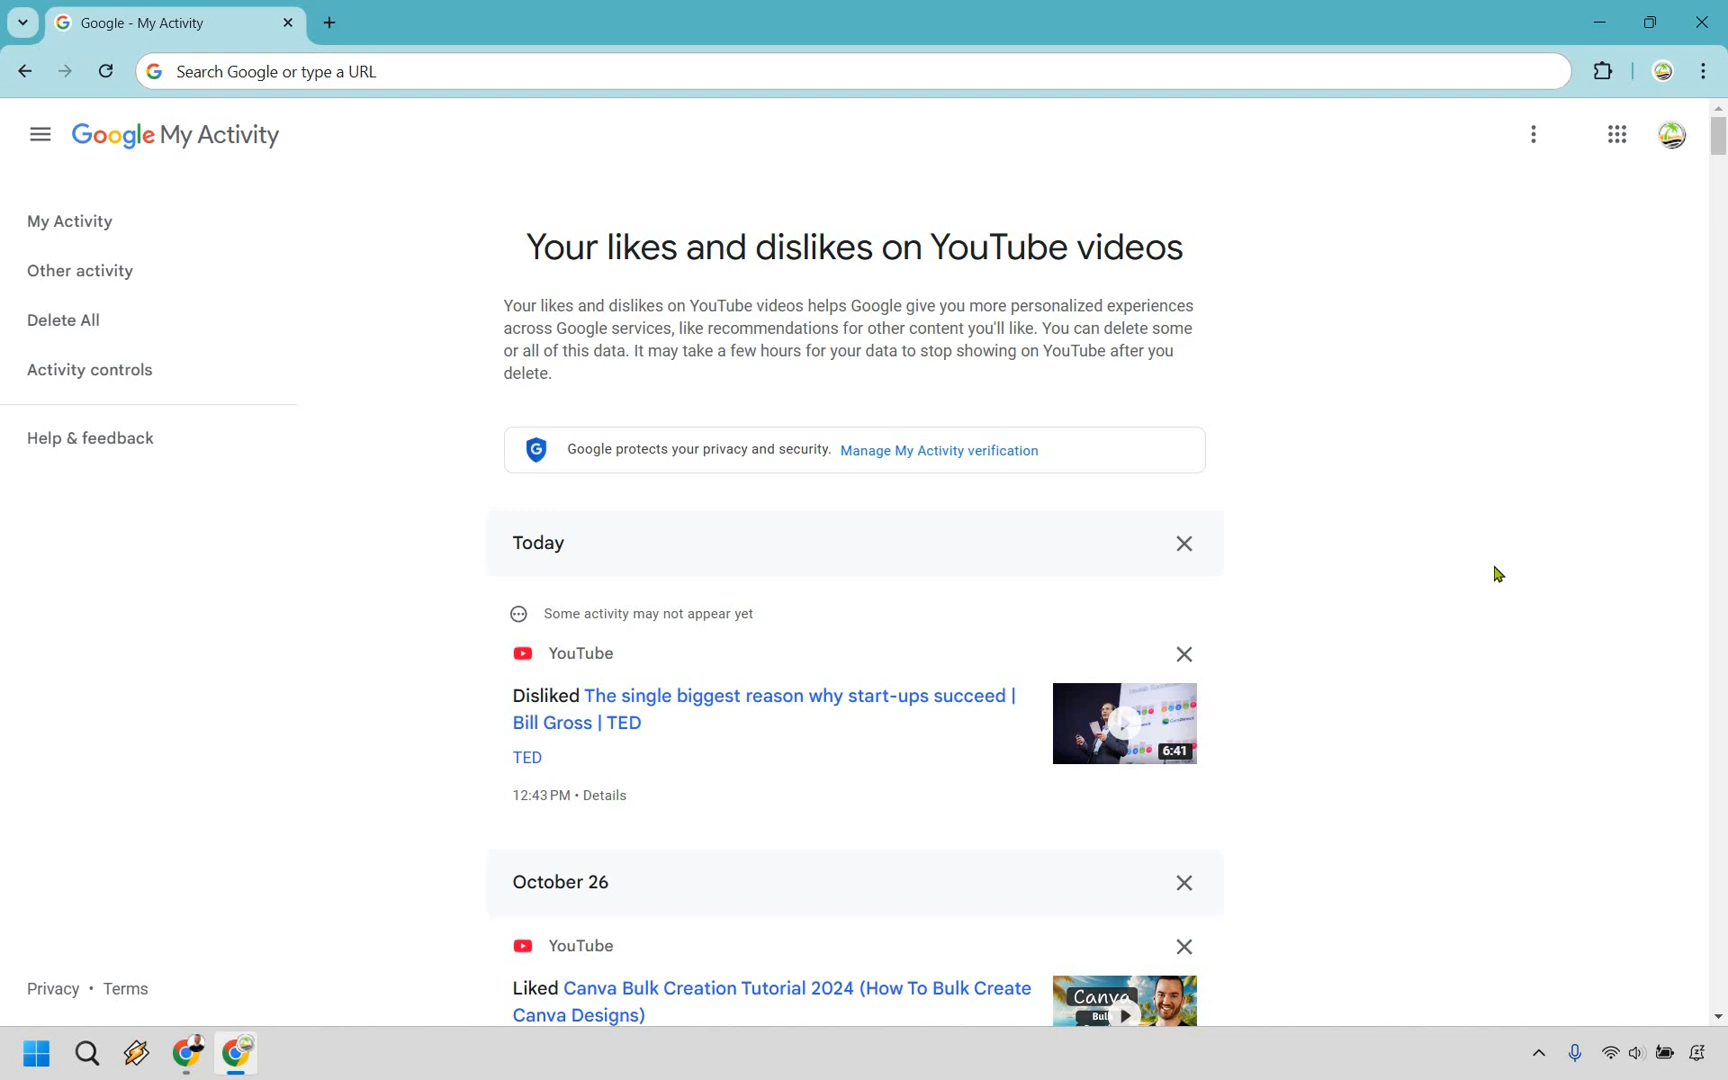 Google - My Activity
Search Google or type a URL
Google My Activity
My Activity
Other activity
Delete All
Activity controls
Help & feedback
Privacy • Terms
Your likes and dislikes on YouTube videos
Your likes and dislikes on YouTube videos helps Google give you more personalized experiences
across Google services, like recommendations for other content you'll like. You can delete some
or all of this data. It may take a few hours for your data to stop showing on YouTube after you
delete.
Google protects your privacy and security. Manage My Activity verification
Today
Some activity may not appear yet
YouTube
Disliked The single biggest reason why start-ups succeed |
Bill Gross | TED
6:41
TED
12:43 PM • Details
October 26
YouTube
Liked Canva Bulk Creation Tutorial 2024 (How To Bulk Create
Canva Designs)
Canva
Bulk